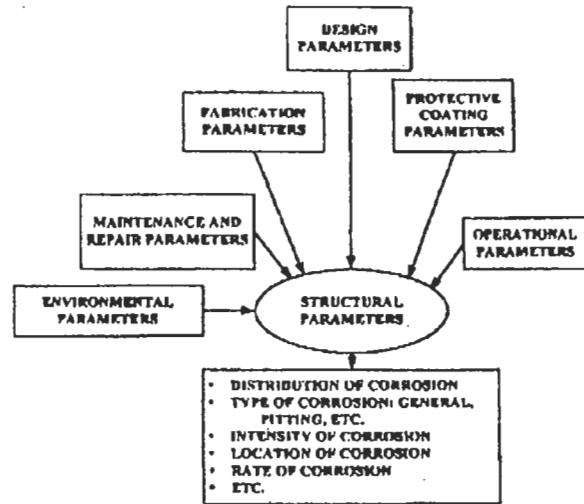 DESIGN
PARAMETERS
FABRICATION
PARAMETERS
PROTECTIVE
COATING
PARAMETERS
MAINTENANCE AND
REPAIR PARAMETERS
OPERATIONAL
PARAMETERS
ENVIRONMENTAL
PARAMETERS
STRUCTURAL
PARAMETERS
• DISTRIBUTION OF CORROSION
• TYPE OF CORROSION: GENERAL,
PITTING, ETC.
• INTENSITY OF CORROSION
• LOCATION OF CORROSION
• RATE OF CORROSION
• ETC.